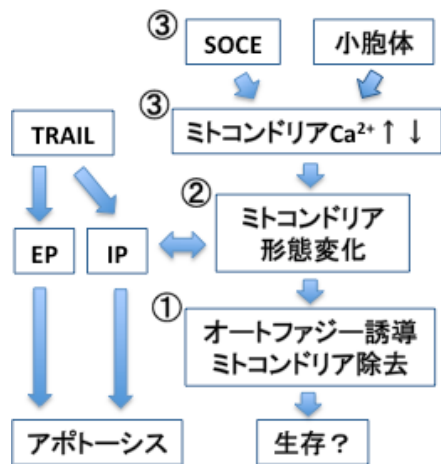 ③
SOCE
小胞体
③
ミトコンドリアCa²⁺↑↓
TRAIL
②
ミトコンドリア
形態変化
EP
IP
①
オートファジー誘導
ミトコンドリア除去
アポトーシス
生存？